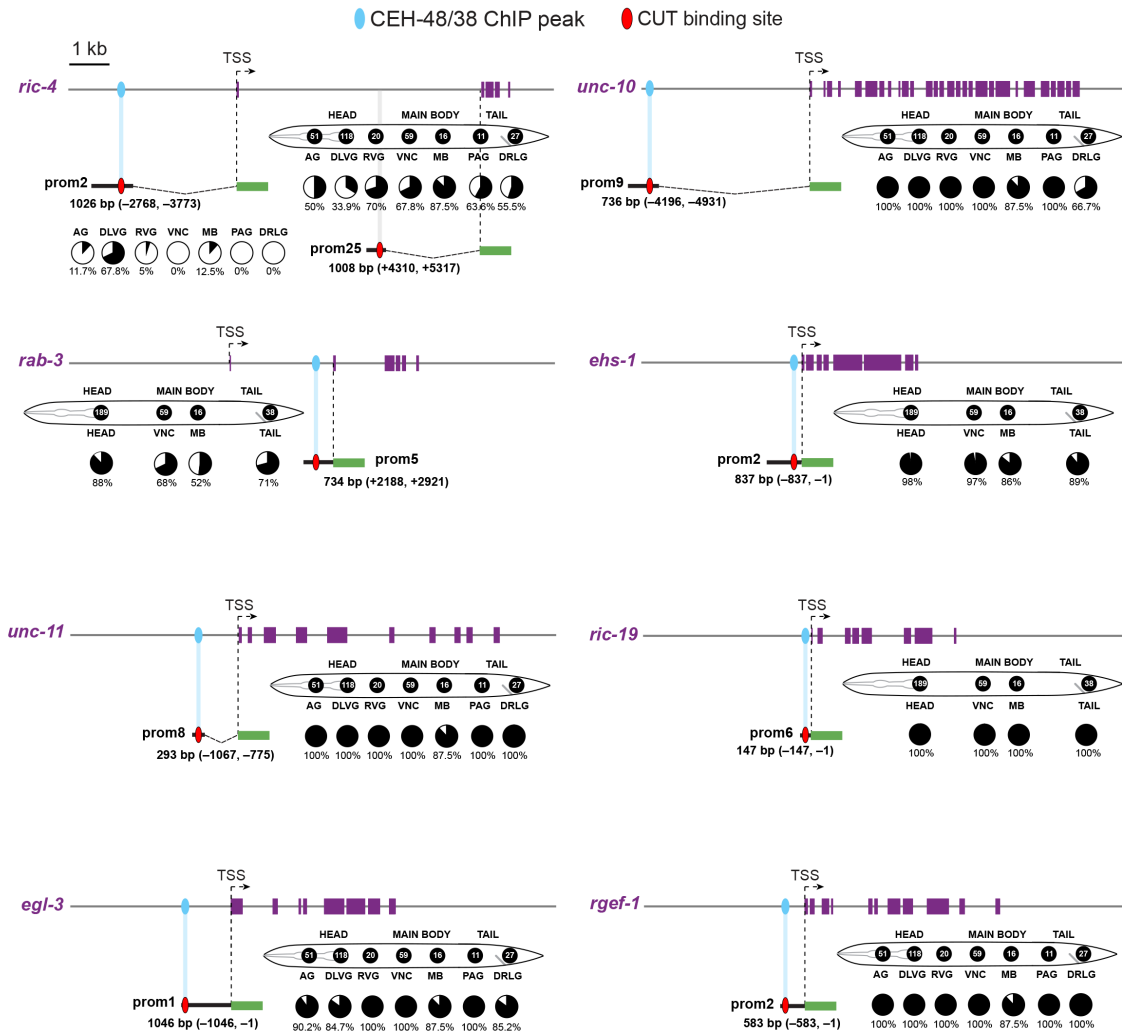 CEH-48/38 ChIP peak CUT binding site
1 kb
TSS TSS
ric-4 unc-10
HEAD MAIN BODY TAIL HEAD MAIN BODY TAIL
51 118 20 59 16 11 27 51 118 20 59 16 11 27
AG DLVG RVG VNC MB PAG DRLG AG DLVG RVG VNC MB PAG DRLG
prom2 prom9
1026 bp (−2768, −3773) 50% 33.9% 70% 67.8% 87.5% 63.6% 55.5% 736 bp (−4196, −4931) 100% 100% 100% 100% 87.5% 100% 66.7%
AG DLVG RVG VNC MB PAG DRLG
prom25
11.7% 67.8% 5% 0% 12.5% 0% 0% 1008 bp (+4310, +5317)
TSS TSS
rab-3 ehs-1
HEAD MAIN BODY TAIL HEAD MAIN BODY TAIL
189 59 16 38 189 59 16 38
HEAD VNC MB TAIL HEAD VNC MB TAIL
prom5 prom2
88% 68% 52% 71% 734 bp (+2188, +2921) 837 bp (−837, −1) 98% 97% 86% 89%
TSS TSS
unc-11 ric-19
HEAD MAIN BODY TAIL HEAD MAIN BODY TAIL
51 118 20 59 16 11 27 189 59 16 38
AG DLVG RVG VNC MB PAG DRLG HEAD VNC MB TAIL
prom8 prom6
293 bp (−1067, −775) 100% 100% 100% 100% 87.5% 100% 100% 147 bp (−147, −1) 100% 100% 100% 100%
TSS TSS
egl-3 rgef-1
HEAD MAIN BODY TAIL HEAD MAIN BODY TAIL
51 118 20 59 16 11 27 51 118 20 59 16 11 27
AG DLVG RVG VNC MB PAG DRLG AG DLVG RVG VNC MB PAG DRLG
prom1 prom2
1046 bp (−1046, −1) 90.2% 84.7% 100% 100% 87.5% 100% 85.2% 583 bp (−583, −1) 100% 100% 100% 100% 87.5% 100% 100%